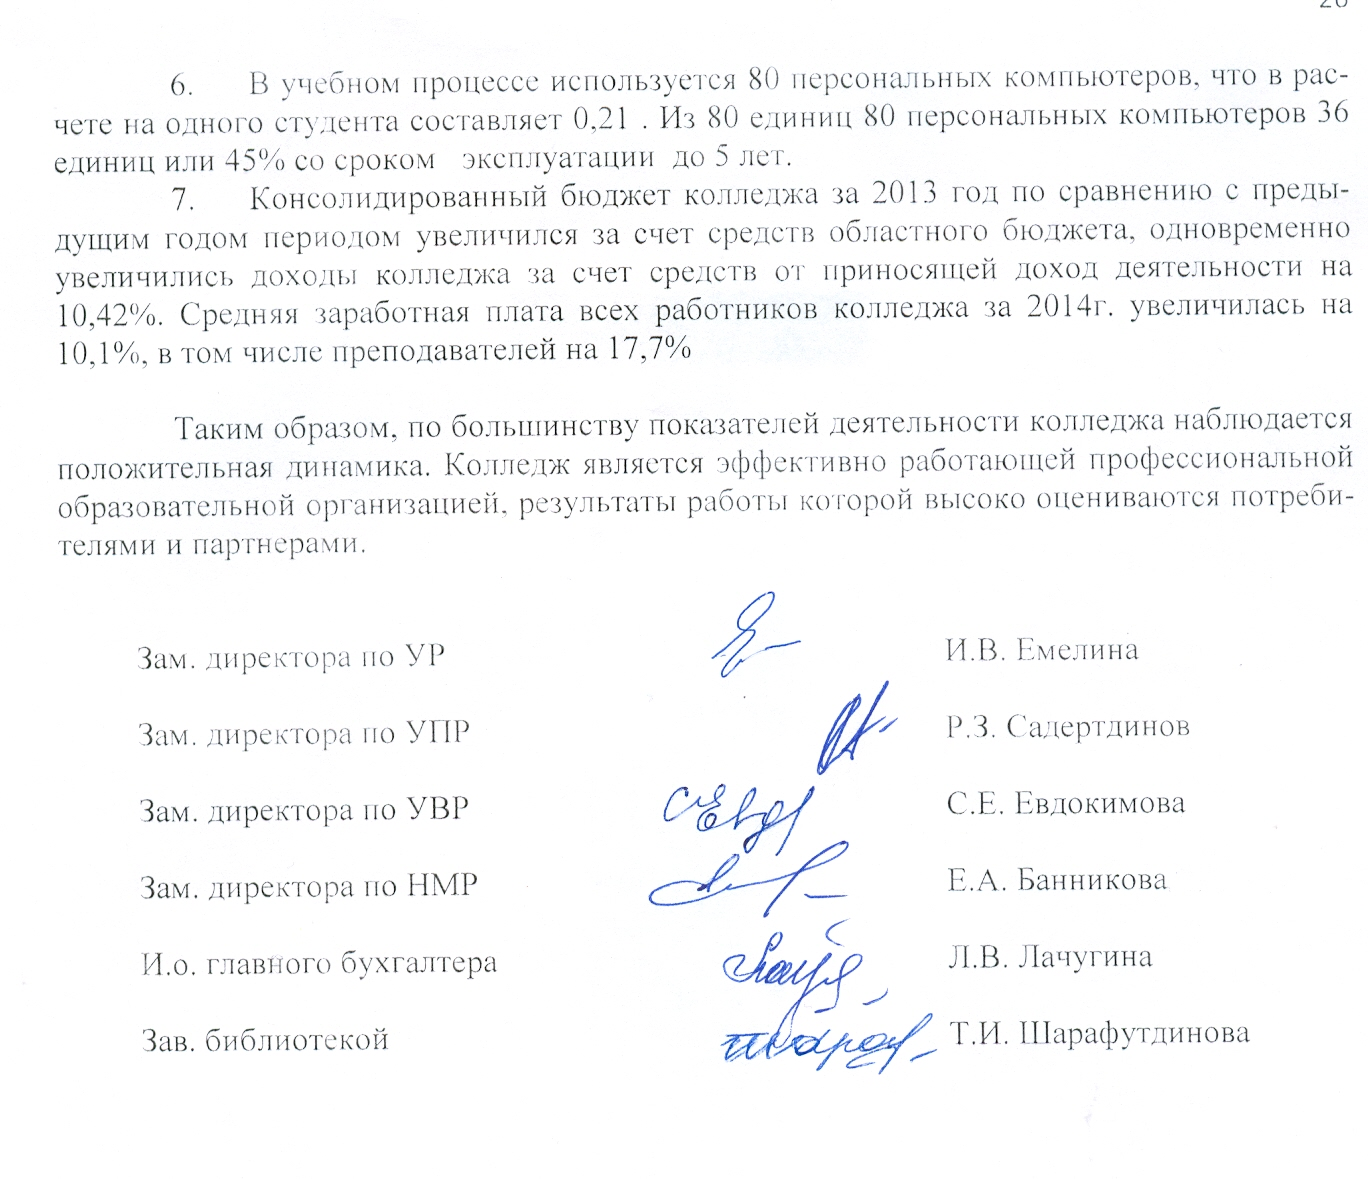 6. В учебном процессе используется 80 персональных компьютеров, что в рас-
чете на одного студента составляет 0,21 . Из 80 единиц 80 персональных компьютеров 36
единиц или 45% со сроком эксплуатации до 5 лет.
7. Консолидированный бюджет колледжа за 2013 год по сравнению с преды-
дущим годом периодом увеличился за счет средств областного бюджета, одновременно
увеличились доходы колледжа за счет средств от приносящей доход деятельности на
10,42%. Средняя заработная плата всех работников колледжа за 2014г. увеличилась на
10,1%, в том числе преподавателей на 17,7%
Таким образом, по большинству показателей деятельности колледжа наблюдается
положительная динамика. Колледж является эффективно работающей профессиональной
образовательной организацией, результаты работы которой высоко оцениваются потреби-
телями и партнерами.
Зам. директора по УР И.В. Емелина
Зам. директора по УПР Р.З. Садертдинов
Зам. директора по УВР С.Е. Евдокимова
Зам. директора по НМР Е.А. Банникова
И.о. главного бухгалтера Л.В. Лачугина
Зав. библиотекой Т.И. Шарафутдинова